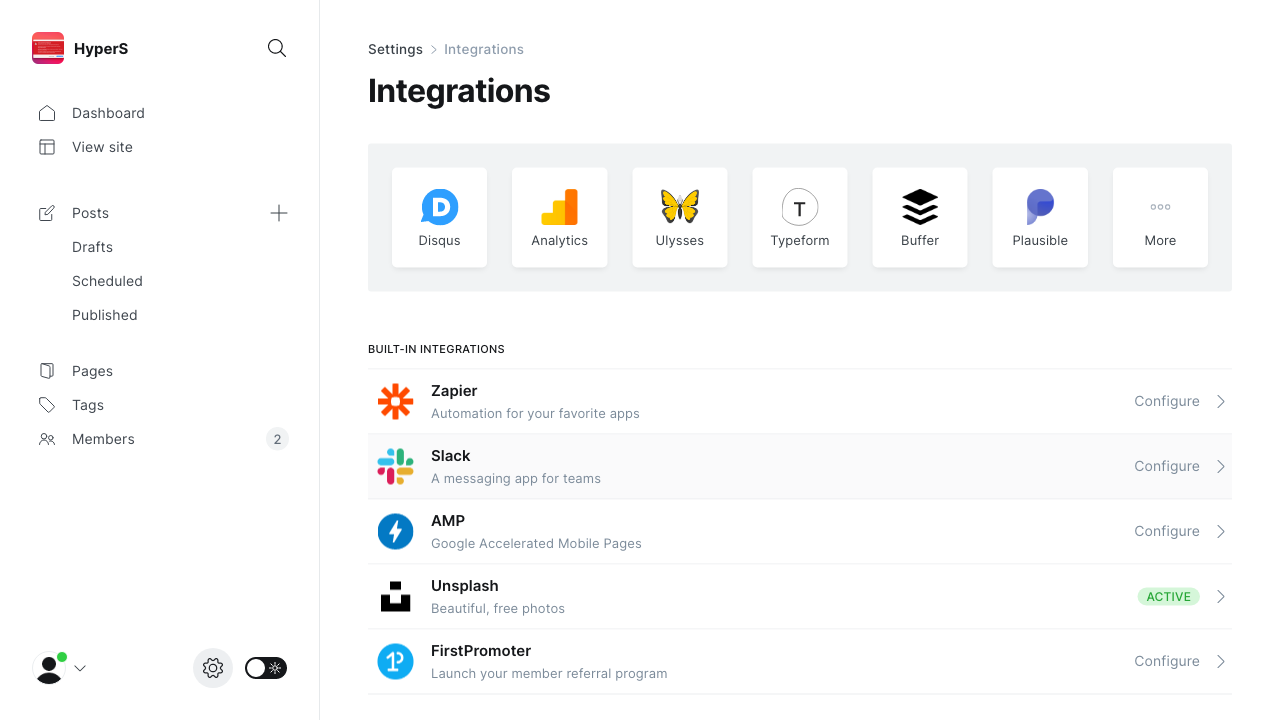 HyperS
Dashboard
View site
Posts
Drafts
Scheduled
Published
Pages
Tags
Members 2
Settings Integrations
Integrations
Disqus Analytics Ulysses Typeform Buffer Plausible More
BUILT-IN INTEGRATIONS
Zapier
Automation for your favorite apps
Configure
Slack
A messaging app for teams
Configure
AMP
Google Accelerated Mobile Pages
Configure
Unsplash
Beautiful, free photos
ACTIVE
FirstPromoter
Launch your member referral program
Configure